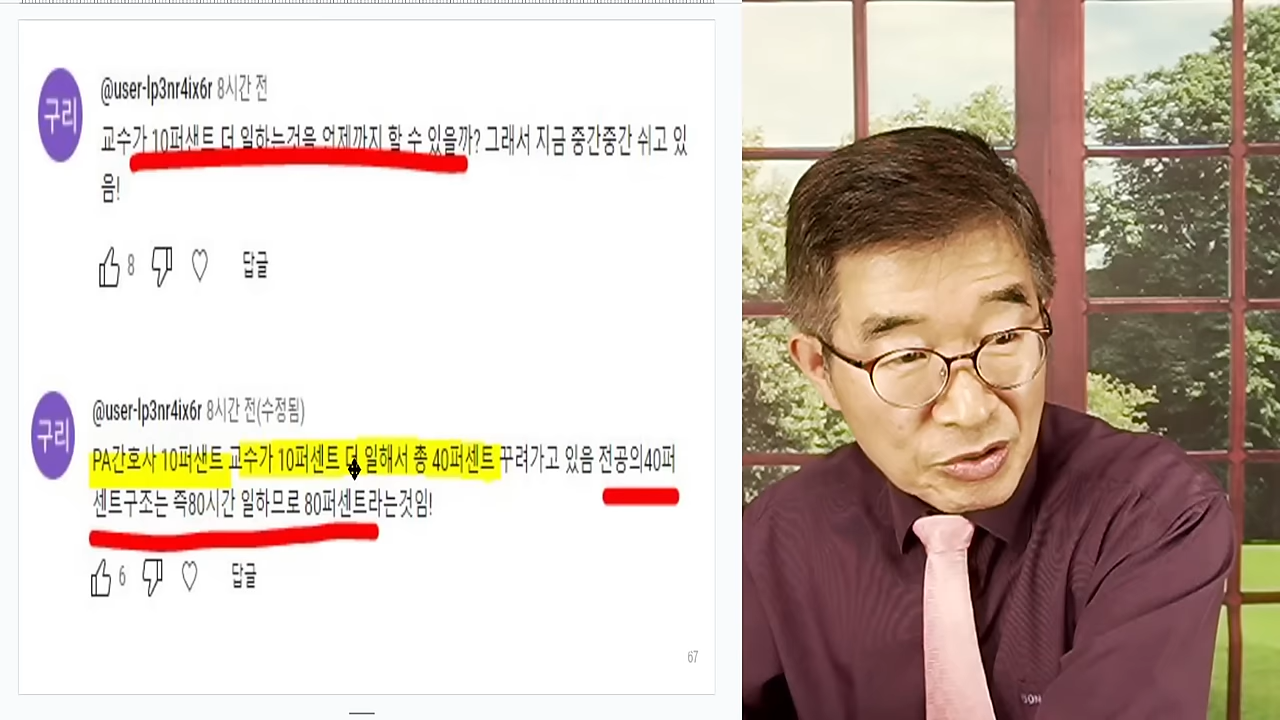 구리
@user-lp3nr4ix6r 8시간 전
교수가 10퍼샌트 더 일하는것을 언제까지 할 수 있을까? 그래서 지금 중간중간 쉬고 있
음!
8
답글
구리
@user-lp3nr4ix6r 8시간 전(수정됨)
PA간호사 10퍼샌트 교수가 10퍼센트 더 일해서 총 40퍼센트 꾸려가고 있음 전공의40퍼
센트구조는 즉80시간 일하므로 80퍼센트라는것임!
6
답글
67